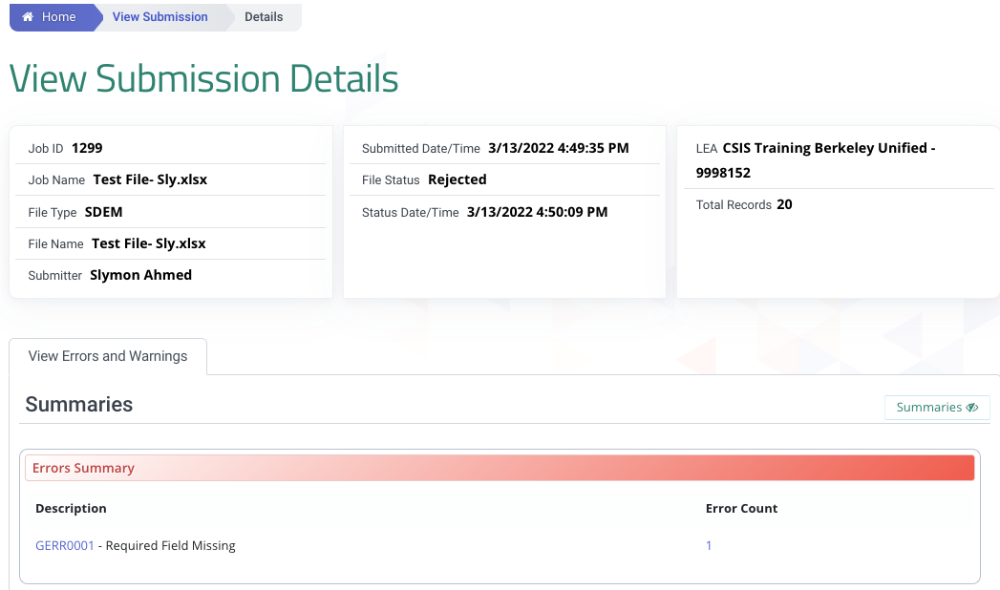 Home View Submission Details
View Submission Details
Job ID 1299
Job Name Test File- Sly.xlsx
File Type SDEM
File Name Test File- Sly.xlsx
Submitter Slymon Ahmed
Submitted Date/Time 3/13/2022 4:49:35 PM
File Status Rejected
Status Date/Time 3/13/2022 4:50:09 PM
LEA CSIS Training Berkeley Unified -
9998152
Total Records 20
View Errors and Warnings
Summaries
Summaries
Errors Summary
Description Error Count
GERR0001 - Required Field Missing 1